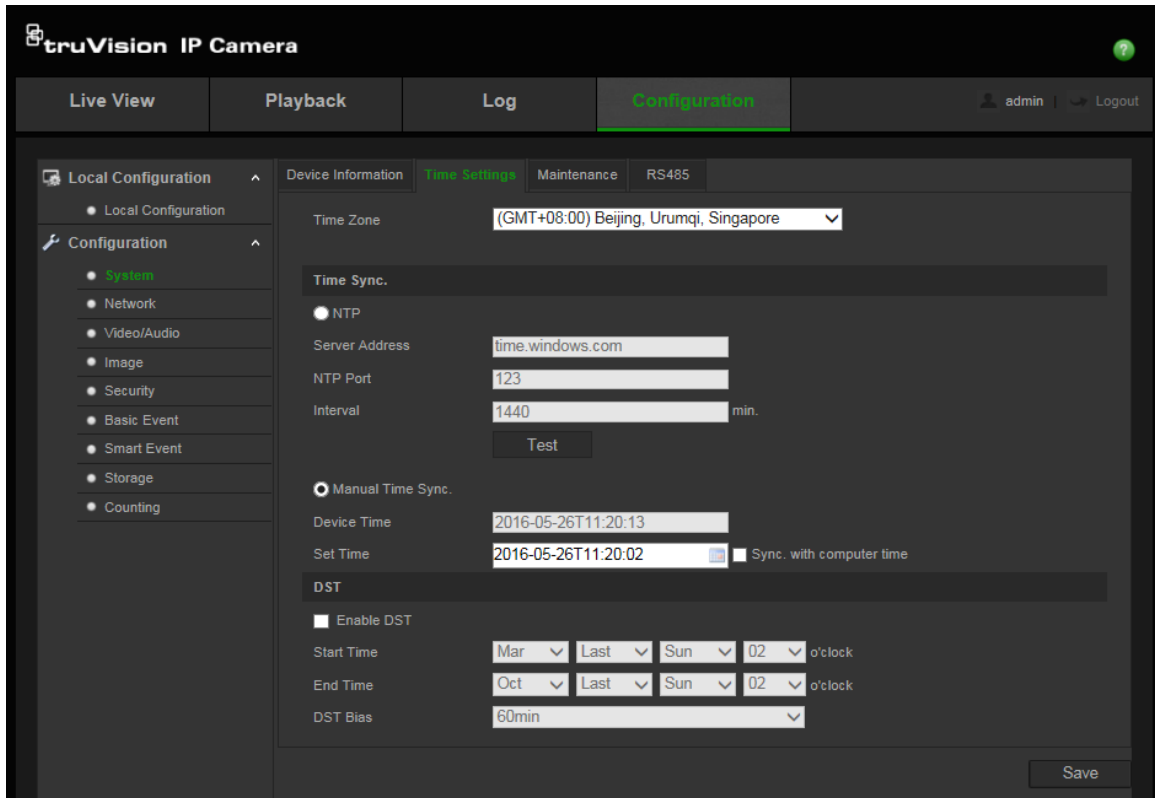 truVision IP Camera
?
Live View Playback Log Configuration admin | Logout
Local Configuration
Local Configuration
Configuration
System
Network
Video/Audio
Image
Security
Basic Event
Smart Event
Storage
Counting
Device Information Time Settings Maintenance RS485
Time Zone (GMT+08:00) Beijing, Urumqi, Singapore
Time Sync.
NTP
Server Address time.windows.com
NTP Port 123
Interval 1440 min.
Test
Manual Time Sync.
Device Time 2016-05-26T11:20:13
Set Time 2016-05-26T11:20:02 Sync. with computer time
DST
Enable DST
Start Time Mar Last Sun 02 o'clock
End Time Oct Last Sun 02 o'clock
DST Bias 60min
Save